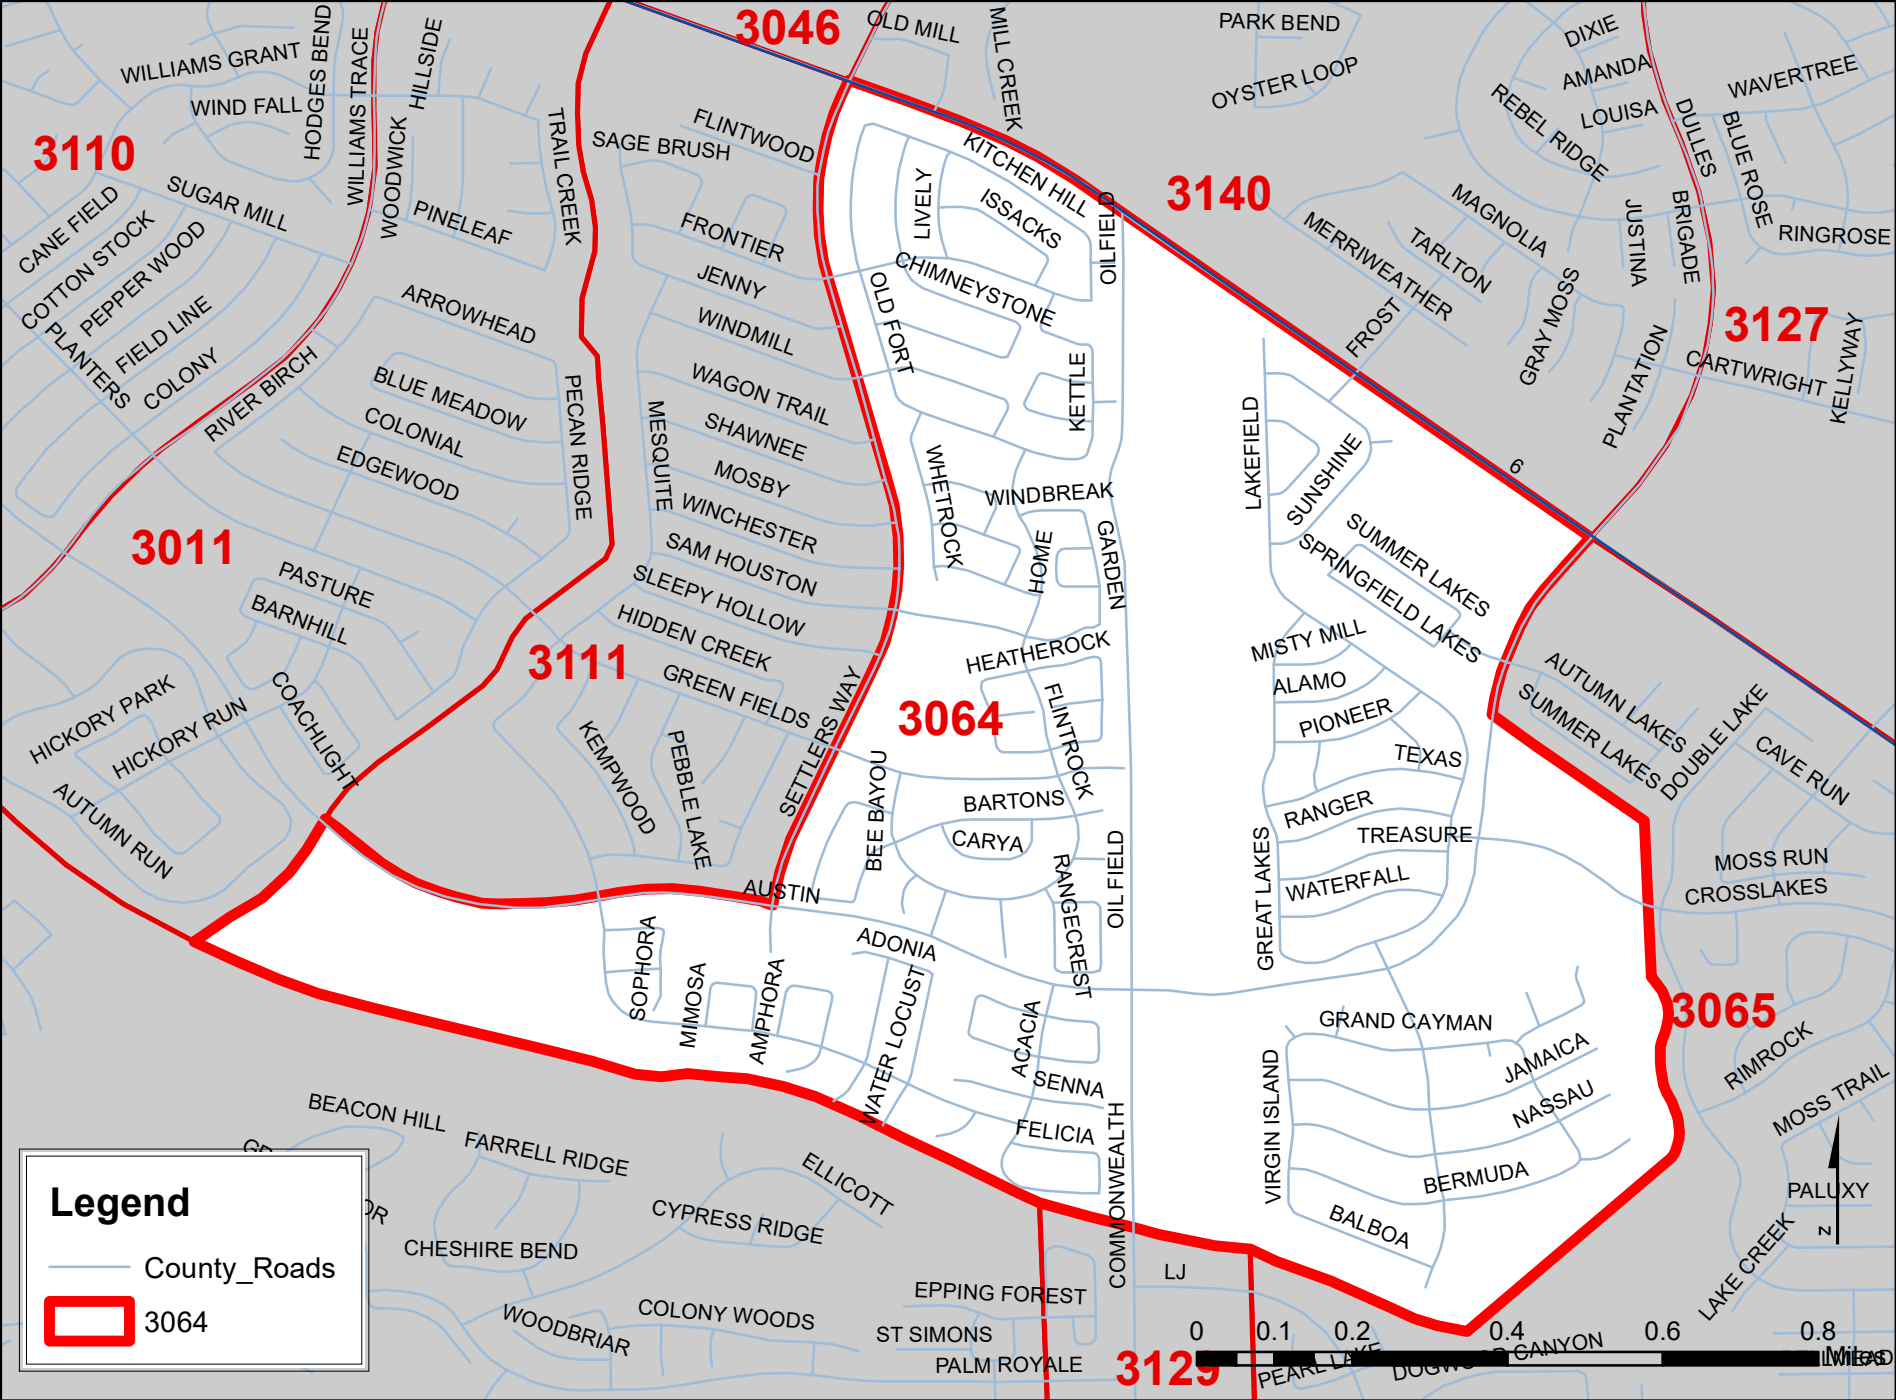 3046
OLD MILL
MILL CREEK
PARK BEND
DIXIE
WILLIAMS GRANT
HODGES BEND
WILLIAMS TRACE
HILLSIDE
OYSTER LOOP
AMANDA
WAVERTREE
WIND FALL
LOUISA
REBEL RIDGE
DULLES
BLUE ROSE
3110
TRAIL CREEK
FLINTWOOD
SAGE BRUSH
KITCHEN HILL
WOODWICK
SUGAR MILL
PINELEAF
CANE FIELD
COTTON STOCK
PEPPER WOOD
LIVELY
ISSACKS
OILFIELD
3140
MAGNOLIA
JUSTINA
BRIGADE
RINGROSE
MERRIWEATHER
TARLTON
FRONTIER
JENNY
CHIMNEYSTONE
GRAY MOSS
FROST
3127
ARROWHEAD
WINDMILL
OLD FORT
FIELD LINE
PLANTERS
COLONY
RIVER BIRCH
PLANTATION
CARTWRIGHT
KELLYWAY
BLUE MEADOW
PECAN RIDGE
WAGON TRAIL
KETTLE
COLONIAL
MESQUITE
SHAWNEE
LAKEFIELD
SUNSHINE
EDGEWOOD
MOSBY
WHETROCK
WINDBREAK
6
WINCHESTER
3011
SAM HOUSTON
HOME
GARDEN
SUMMER LAKES
SPRINGFIELD LAKES
PASTURE
SLEEPY HOLLOW
BARNHILL
HIDDEN CREEK
3111
HEATHEROCK
MISTY MILL
GREEN FIELDS
SETTLERS WAY
3064
FLINTROCK
ALAMO
PIONEER
AUTUMN LAKES
SUMMER LAKES
DOUBLE LAKE
CAVE RUN
HICKORY PARK
HICKORY RUN
COACHLIGHT
KEMPWOOD
PEBBLE LAKE
TEXAS
AUTUMN RUN
BEE BAYOU
BARTONS
CARYA
RANGER
TREASURE
OIL FIELD
GREAT LAKES
MOSS RUN
CROSSLAKES
AUSTIN
RANGECREST
WATERFALL
SOPHORA
ADONIA
MIMOSA
AMPHORA
WATER LOCUST
ACACIA
GRAND CAYMAN
3065
JAMAICA
RIMROCK
SENNA
NASSAU
MOSS TRAIL
BEACON HILL
FARRELL RIDGE
FELICIA
VIRGIN ISLAND
BERMUDA
ELLICOTT
COMMONWEALTH
PALUXY
CYPRESS RIDGE
BALBOA
LAKE CREEK
N
CHESHIRE BEND
LJ
EPPING FOREST
COLONY WOODS
WOODBRIAR
ST SIMONS
PALM ROYALE
3129
PEARL LAKE
DOGWOOD CANYON
0 0.1 0.2 0.4 0.6 0.8
Miles
Legend
County_Roads
3064